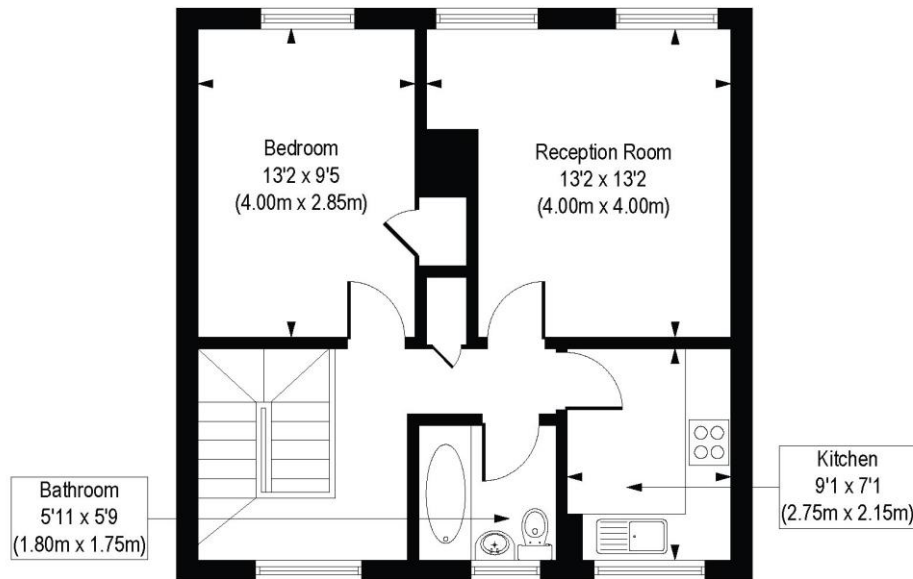 Bedroom
13'2 x 9'5
(4.00m x 2.85m)
Reception Room
13'2 x 13'2
(4.00m x 4.00m)
Bathroom
5'11 x 5'9
(1.80m x 1.75m)
Kitchen
9'1 x 7'1
(2.75m x 2.15m)